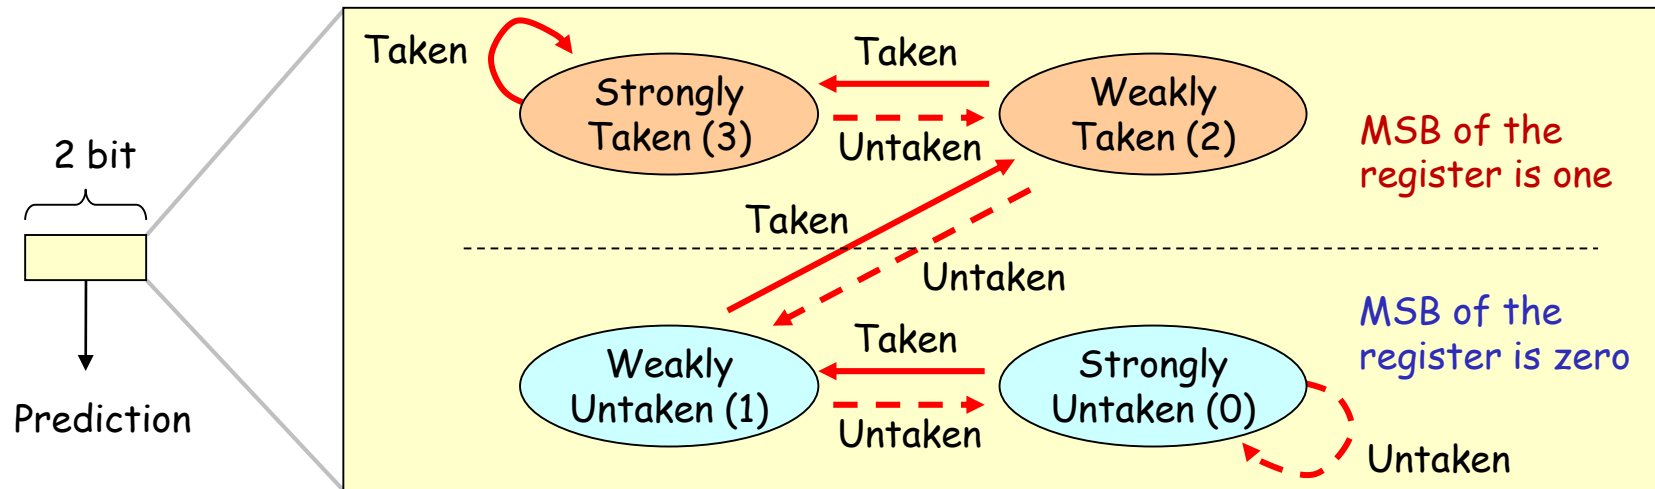 2 bit
Prediction
Taken
Strongly
Taken (3)
Taken
Untaken
Weakly
Taken (2)
MSB of the
register is one
Taken
Untaken
Weakly
Untaken (1)
Taken
Untaken
Strongly
Untaken (0)
MSB of the
register is zero
Untaken